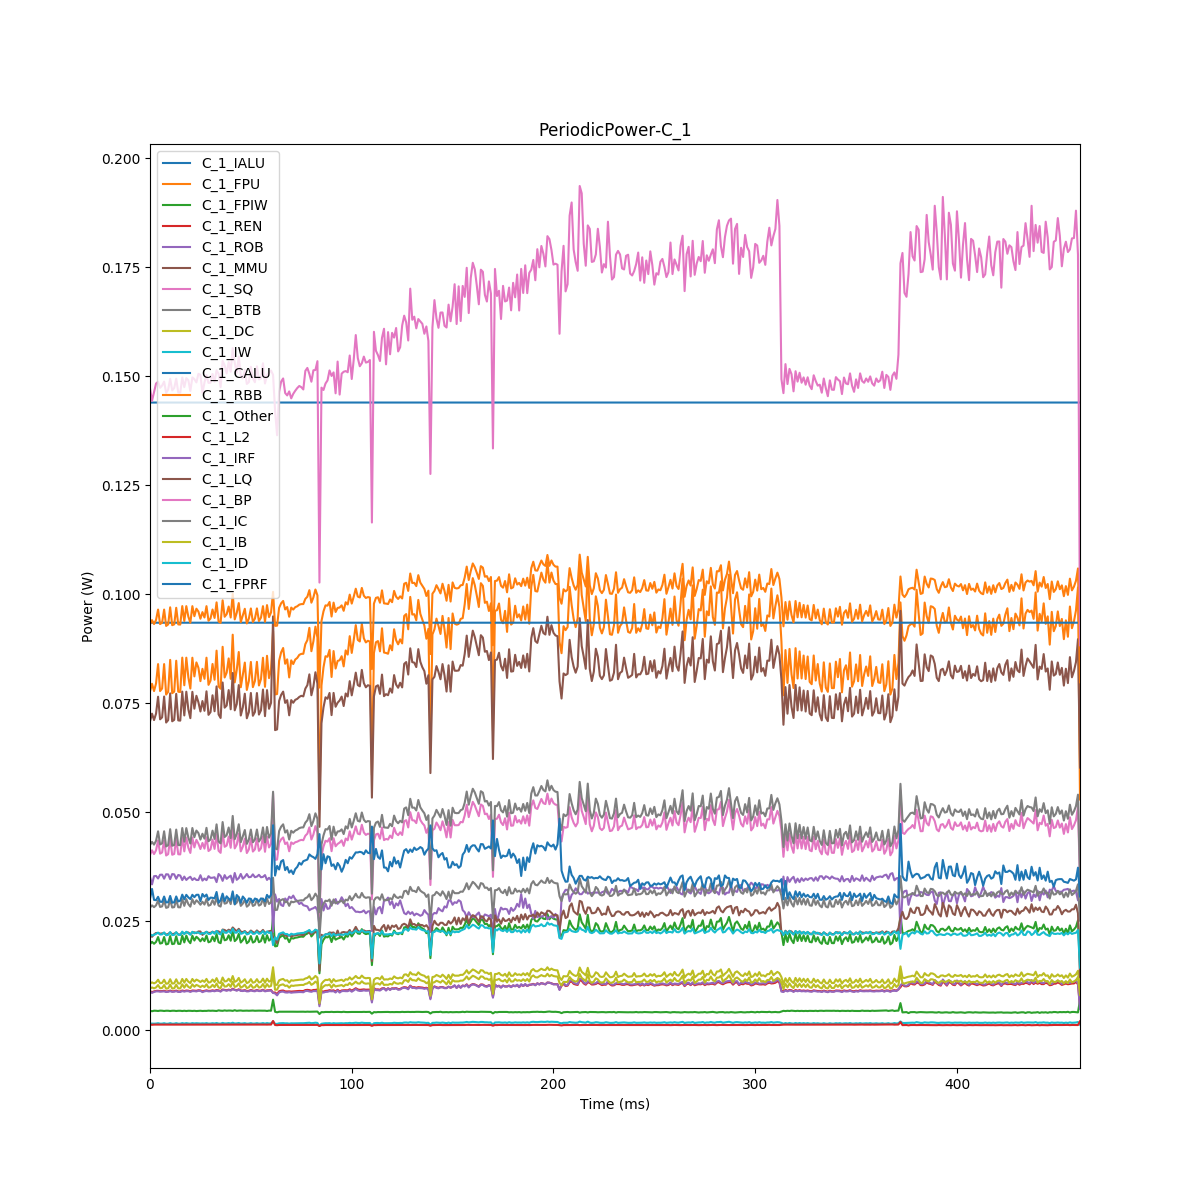 PeriodicPower-C_1
0.200
0.175
0.150
0.125
0.100
0.075
0.050
0.025
0.000
Power (W)
C_1_IALU
C_1_FPU
C_1_FPIW
C_1_REN
C_1_ROB
C_1_MMU
C_1_SQ
C_1_BTB
C_1_DC
C_1_IW
C_1_CALU
C_1_RBB
C_1_Other
C_1_L2
C_1_IRF
C_1_LQ
C_1_BP
C_1_IC
C_1_IB
C_1_ID
C_1_FPRF
0 100 200 300 400
Time (ms)